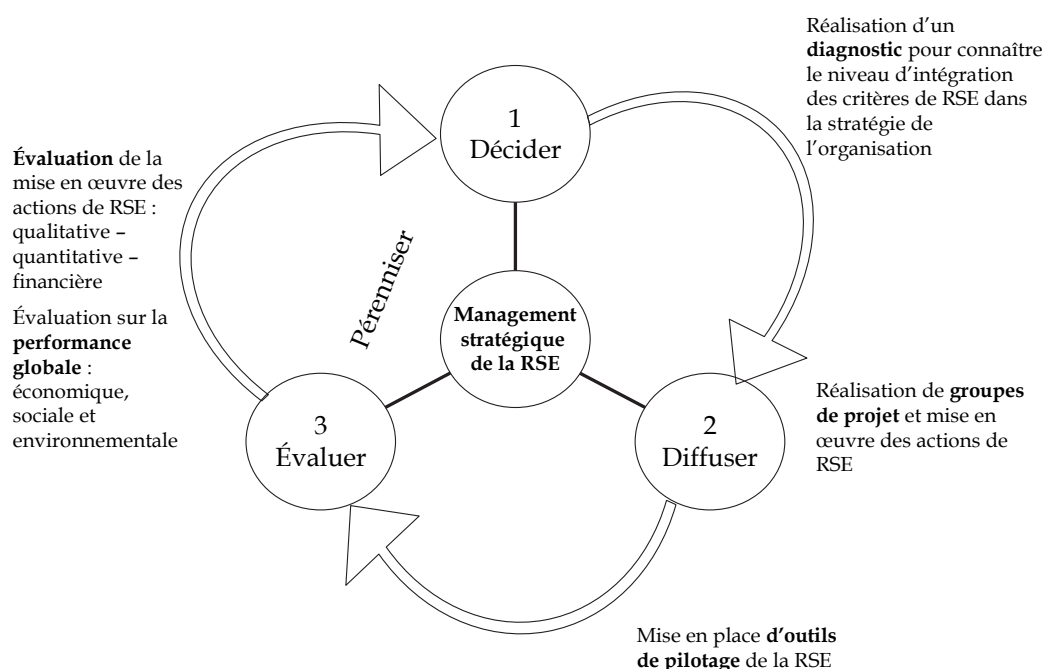 Réalisation d’un
diagnostic pour connaître
le niveau d’intégration
des critères de RSE dans
la stratégie de
l’organisation
1
Décider
Évaluation de la
mise en œuvre des
actions de RSE :
qualitative –
quantitative –
financière
Évaluation sur la
performance
globale :
économique,
sociale et
environnementale
Pérenniser
Management
stratégique
de la RSE
3
Évaluer
2
Diffuser
Réalisation de groupes
de projet et mise en
œuvre des actions de
RSE
Mise en place d’outils
de pilotage de la RSE